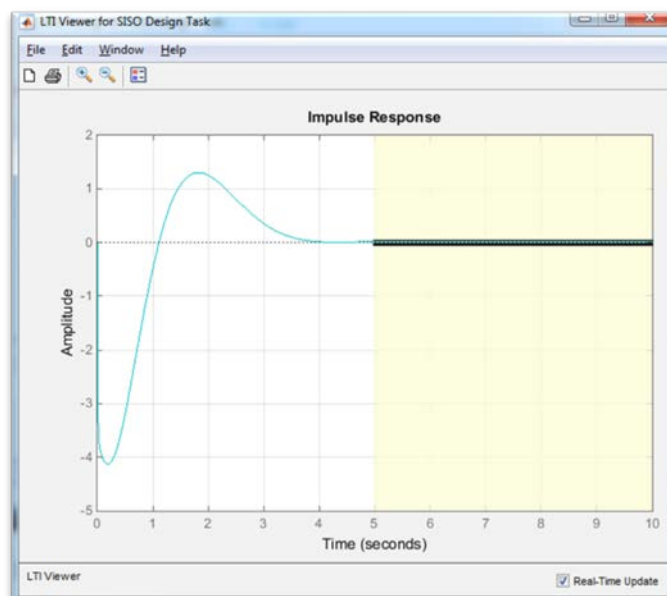 LTI Viewer for SISO Design Task
File Edit Window Help
Impulse Response
2
1
0
-1
-2
-3
-4
-5
Amplitude
0 1 2 3 4 5 6 7 8 9 10
Time (seconds)
LTI Viewer
Real-Time Update